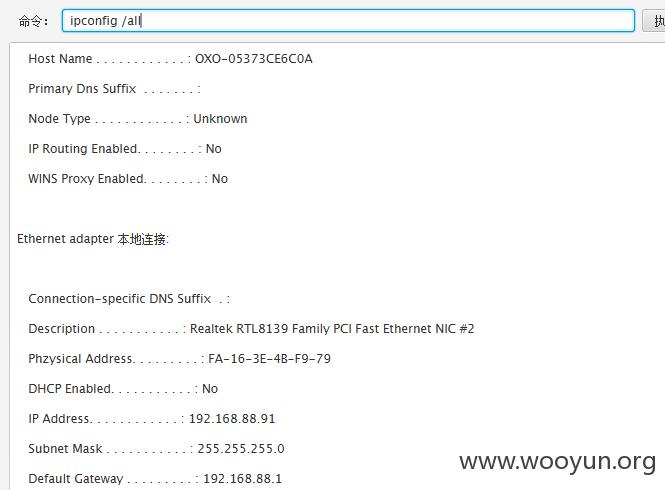 命令： ipconfig /all 执
Host Name . . . . . . . . . . . . : OXO-05373CE6C0A
Primary Dns Suffix . . . . . . . :
Node Type . . . . . . . . . . . . : Unknown
IP Routing Enabled. . . . . . . . : No
WINS Proxy Enabled. . . . . . . . : No
Ethernet adapter 本地连接:
Connection-specific DNS Suffix . :
Description . . . . . . . . . . . : Realtek RTL8139 Family PCI Fast Ethernet NIC #2
Phzysical Address. . . . . . . . . : FA-16-3E-4B-F9-79
DHCP Enabled. . . . . . . . . . . : No
IP Address. . . . . . . . . . . . : 192.168.88.91
Subnet Mask . . . . . . . . . . . : 255.255.255.0
Default Gateway . . . . . . . . . : 192.168.88.1
www.wooyun.org